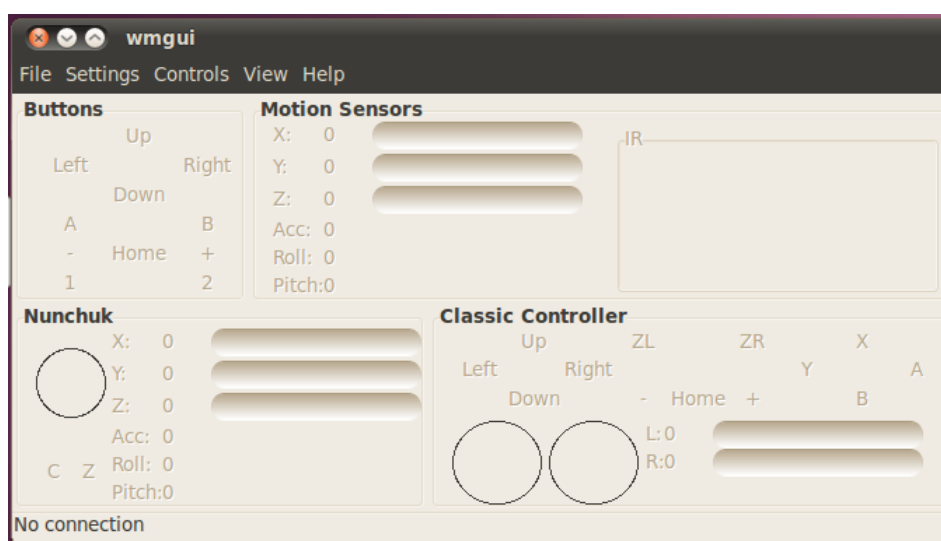 wmgui
File Settings Controls View Help
Buttons
Up
Left Right
Down
A B
- Home +
1 2
Motion Sensors
X: 0
Y: 0
Z: 0
Acc: 0
Roll: 0
Pitch:0
IR
Nunchuk
X: 0
Y: 0
Z: 0
Acc: 0
C Z Roll: 0
Pitch:0
Classic Controller
Up ZL ZR X
Left Right Y A
Down - Home + B
L:0
R:0
No connection